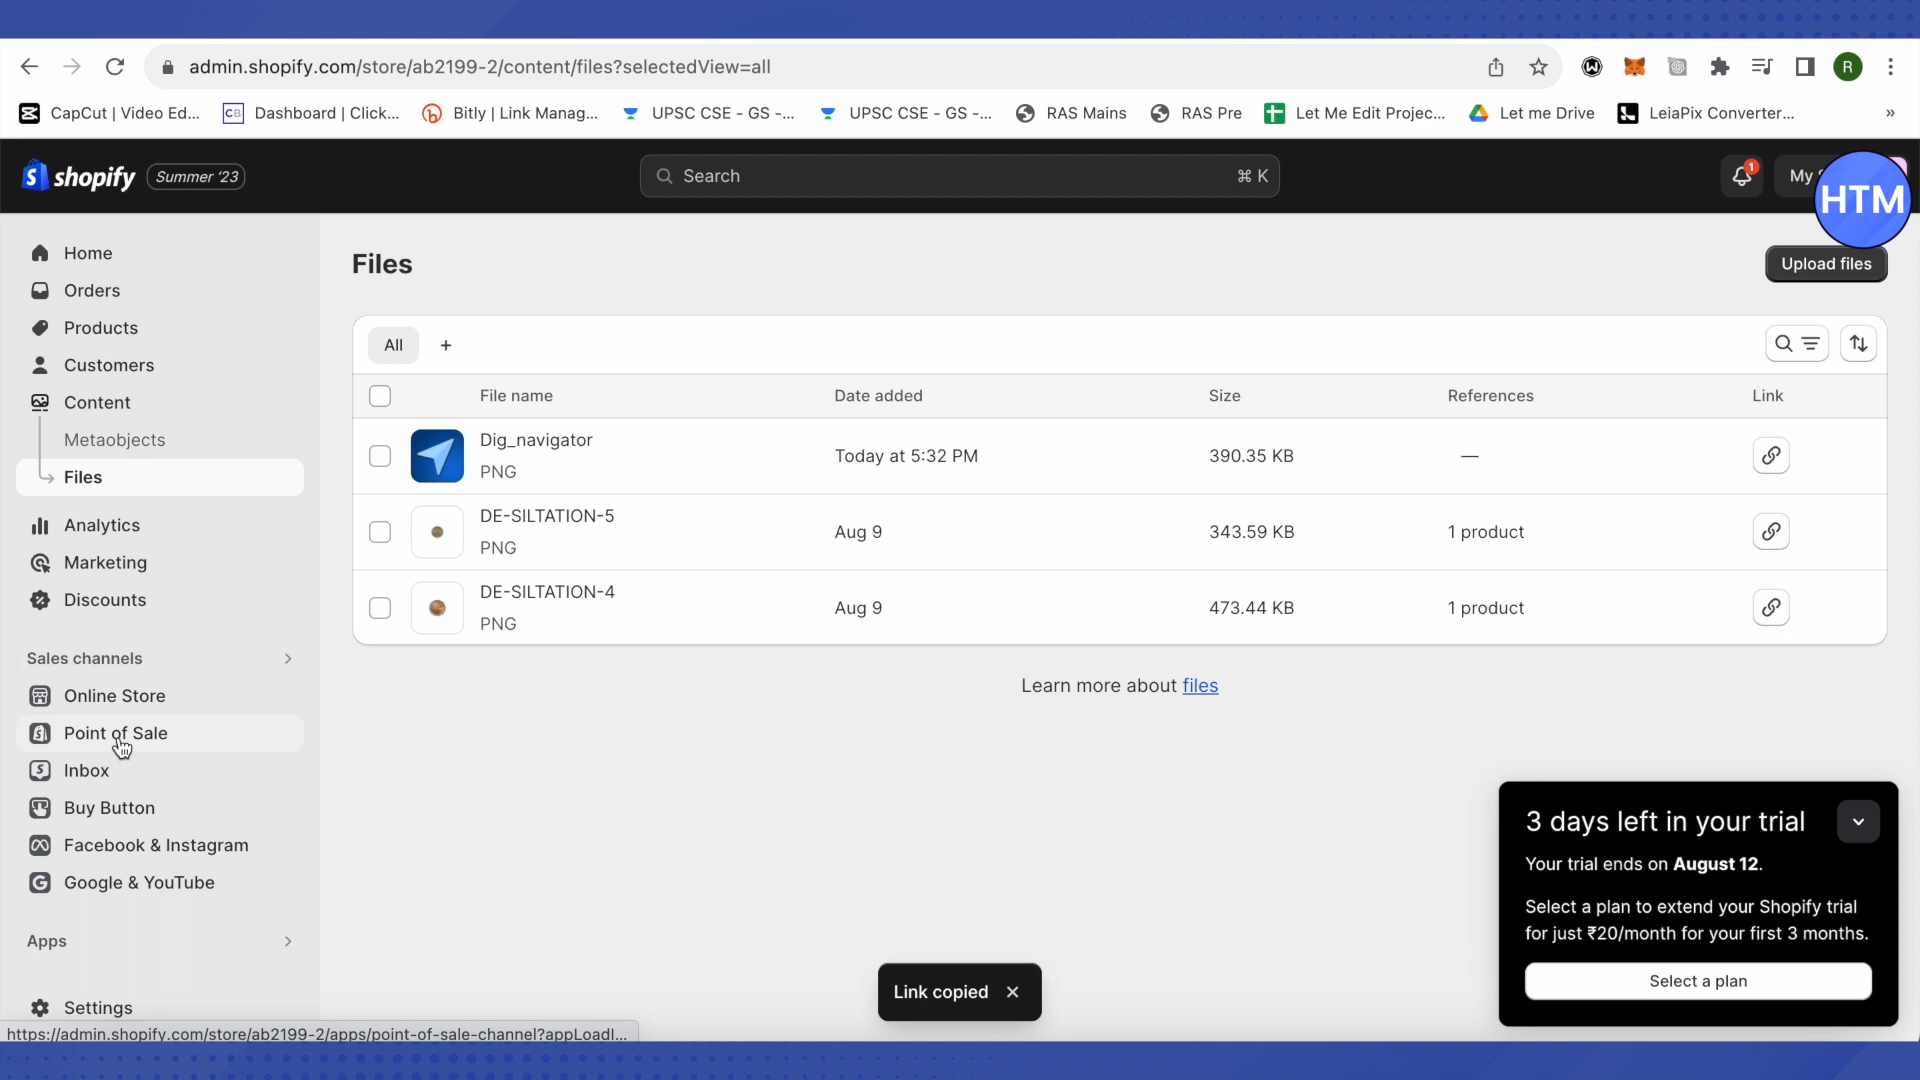 admin.shopify.com/store/ab2199-2/content/files?selectedView=all
R
CapCut | Video Ed...
CB Dashboard | Click...
Bitly | Link Manag...
UPSC CSE - GS -...
UPSC CSE - GS -...
RAS Mains
RAS Pre
Let Me Edit Projec...
Let me Drive
LeiaPix Converter...
»
shopify
Summer '23
Search
⌘ K
1
My
HTM
Home
Orders
Products
Customers
Content
Metaobjects
Files
Analytics
Marketing
Discounts
Sales channels
Online Store
Point of Sale
Inbox
Buy Button
Facebook & Instagram
Google & YouTube
Apps
Settings
https://admin.shopify.com/store/ab2199-2/apps/point-of-sale-channel?appLoadI...
Files
Upload files
All +
File name Date added Size References Link
Dig_navigator
PNG
Today at 5:32 PM 390.35 KB —
DE-SILTATION-5
PNG
Aug 9 343.59 KB 1 product
DE-SILTATION-4
PNG
Aug 9 473.44 KB 1 product
Learn more about files
Link copied
3 days left in your trial
Your trial ends on August 12.
Select a plan to extend your Shopify trial
for just ₹20/month for your first 3 months.
Select a plan